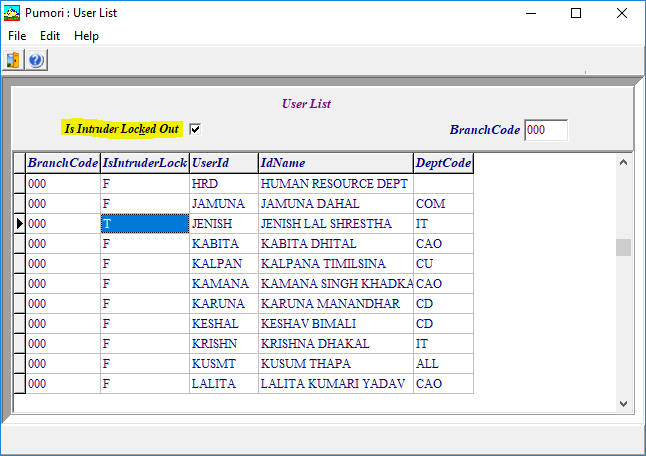 Pumori : User List
File Edit Help
User List
Is Intruder Locked Out
BranchCode 000
BranchCode IsIntruderLock UserId IdName DeptCode
000 F HRD HUMAN RESOURCE DEPT
000 F JAMUNA JAMUNA DAHAL COM
000 T JENISH JENISH LAL SHRESTHA IT
000 F KABITA KABITA DHITAL CAO
000 F KALPAN KALPANA TIMILSINA CU
000 F KAMANA KAMANA SINGH KHADKA CAO
000 F KARUNA KARUNA MANANDHAR CD
000 F KESHAL KESHAV BIMALI CD
000 F KRISHN KRISHNA DHAKAL IT
000 F KUSMT KUSUM THAPA ALL
000 F LALITA LALITA KUMARI YADAV CAO